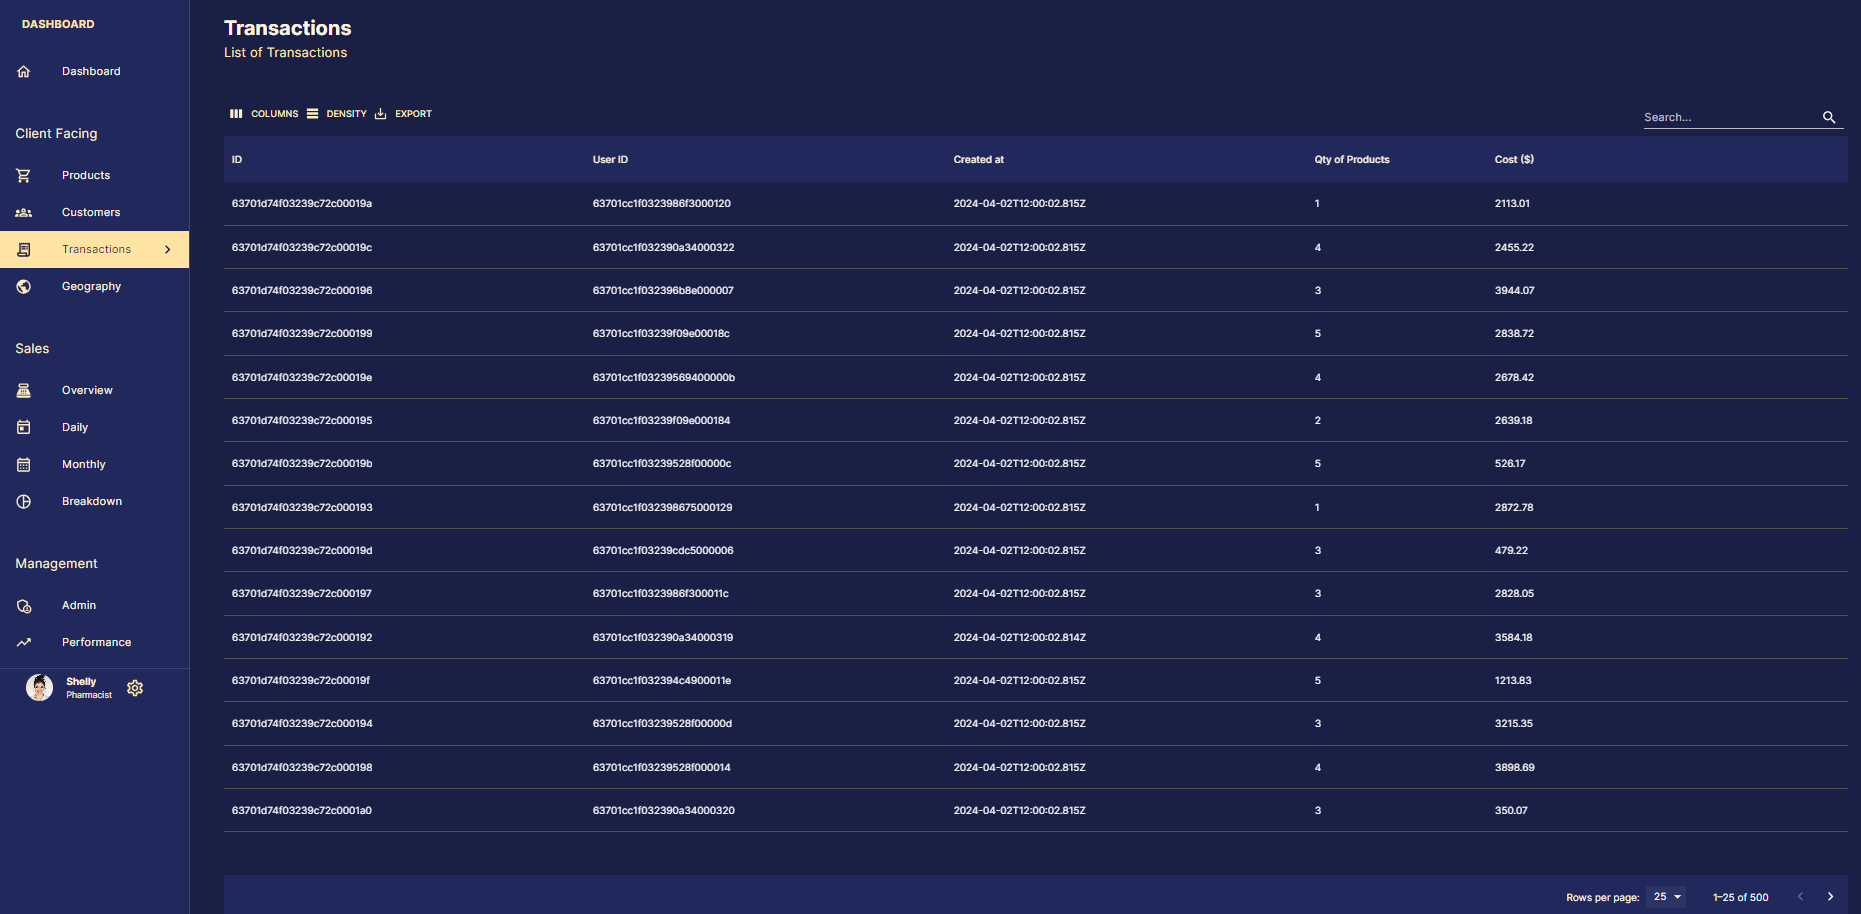 DASHBOARD
Dashboard
Client Facing
Products
Customers
Transactions
Geography
Sales
Overview
Daily
Monthly
Breakdown
Management
Admin
Performance
Shelly
Pharmacist
Transactions
List of Transactions
COLUMNS DENSITY EXPORT
Search...
ID User ID Created at Qty of Products Cost ($)
63701d74f03239c72c00019a 63701cc1f0323986f3000120 2024-04-02T12:00:02.815Z 1 2113.01
63701d74f03239c72c00019c 63701cc1f032390a34000322 2024-04-02T12:00:02.815Z 4 2455.22
63701d74f03239c72c000196 63701cc1f032396b8e000007 2024-04-02T12:00:02.815Z 3 3944.07
63701d74f03239c72c000199 63701cc1f03239f09e00018c 2024-04-02T12:00:02.815Z 5 2838.72
63701d74f03239c72c00019e 63701cc1f03239569400000b 2024-04-02T12:00:02.815Z 4 2678.42
63701d74f03239c72c000195 63701cc1f03239f09e000184 2024-04-02T12:00:02.815Z 2 2639.18
63701d74f03239c72c00019b 63701cc1f03239528f00000c 2024-04-02T12:00:02.815Z 5 526.17
63701d74f03239c72c000193 63701cc1f032398675000129 2024-04-02T12:00:02.815Z 1 2872.78
63701d74f03239c72c00019d 63701cc1f03239cdc5000006 2024-04-02T12:00:02.815Z 3 479.22
63701d74f03239c72c000197 63701cc1f0323986f300011c 2024-04-02T12:00:02.815Z 3 2828.05
63701d74f03239c72c000192 63701cc1f032390a34000319 2024-04-02T12:00:02.814Z 4 3584.18
63701d74f03239c72c00019f 63701cc1f032394c4900011e 2024-04-02T12:00:02.815Z 5 1213.83
63701d74f03239c72c000194 63701cc1f03239528f00000d 2024-04-02T12:00:02.815Z 3 3215.35
63701d74f03239c72c000198 63701cc1f03239528f000014 2024-04-02T12:00:02.815Z 4 3898.69
63701d74f03239c72c0001a0 63701cc1f032390a34000320 2024-04-02T12:00:02.815Z 3 350.07
Rows per page: 25 1–25 of 500